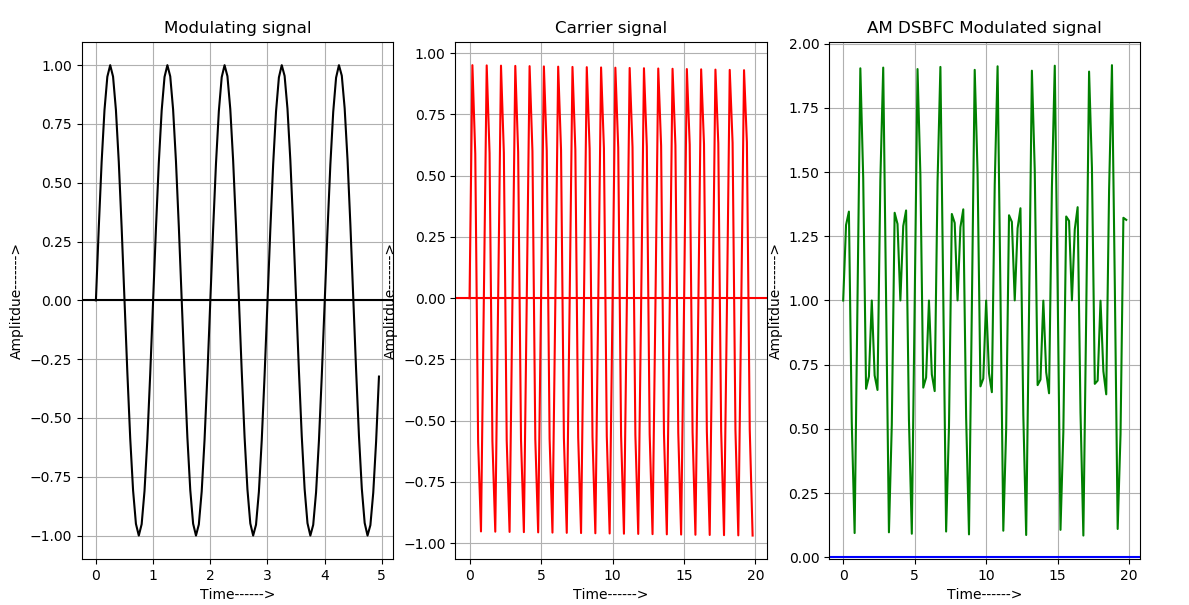 Modulating signal
1.00
0.75
0.50
0.25
0.00
−0.25
−0.50
−0.75
−1.00
Amplitdue------->
0 1 2 3 4 5
Time------>
Carrier signal
1.00
0.75
0.50
0.25
0.00
−0.25
−0.50
−0.75
−1.00
Amplitdue------->
0 5 10 15 20
Time------>
AM DSBFC Modulated signal
2.00
1.75
1.50
1.25
1.00
0.75
0.50
0.25
0.00
Amplitdue------->
0 5 10 15 20
Time------>